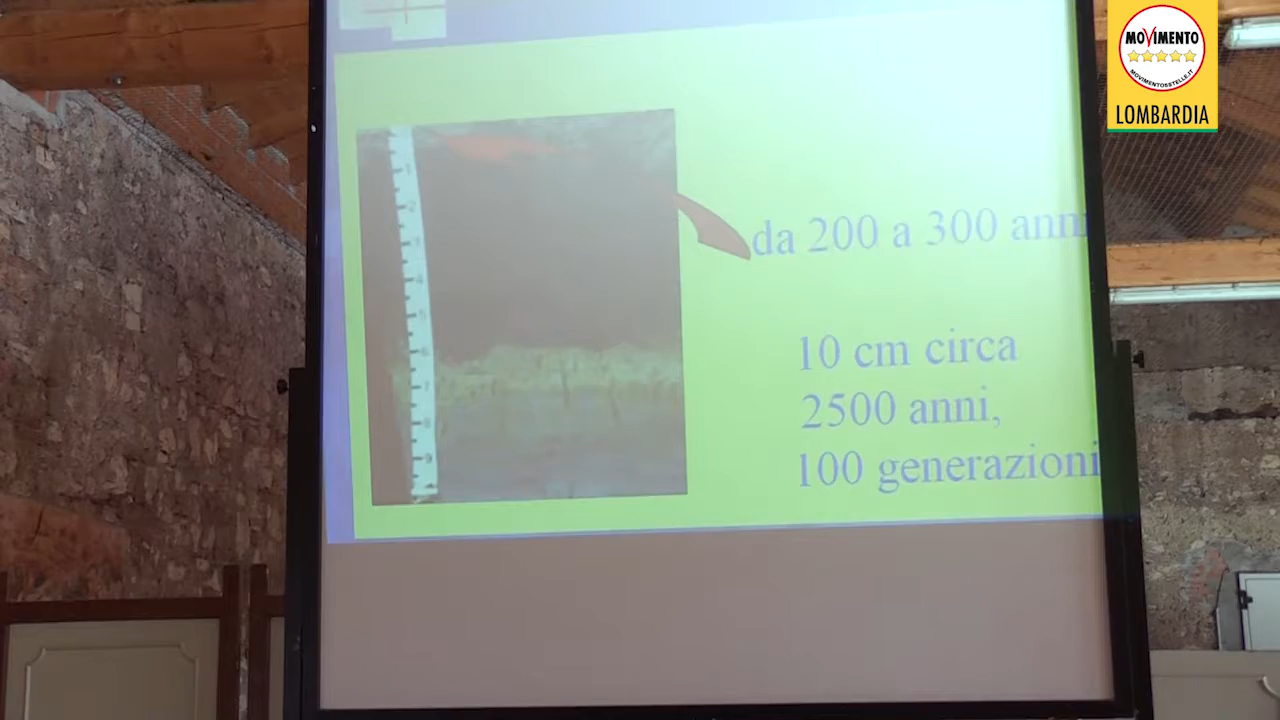 MOVIMENTO
MOVIMENTO5STELLE.IT
LOMBARDIA
da 200 a 300 anni
10 cm circa
2500 anni,
100 generazioni